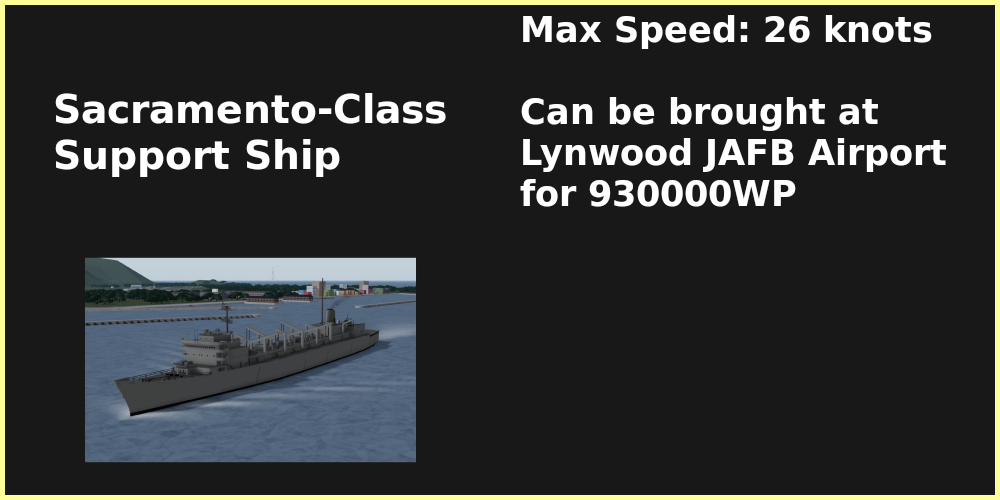 Sacramento-Class
Support Ship
Max Speed: 26 knots
Can be brought at
Lynwood JAFB Airport
for 930000WP